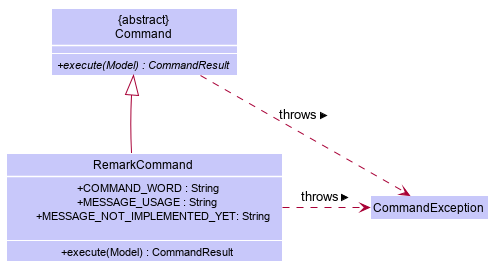 {abstract}
Command
+execute(Model) : CommandResult
throws ▶
RemarkCommand
+COMMAND_WORD : String
+MESSAGE_USAGE : String
+MESSAGE_NOT_IMPLEMENTED_YET: String
+execute(Model) : CommandResult
throws ▶
CommandException